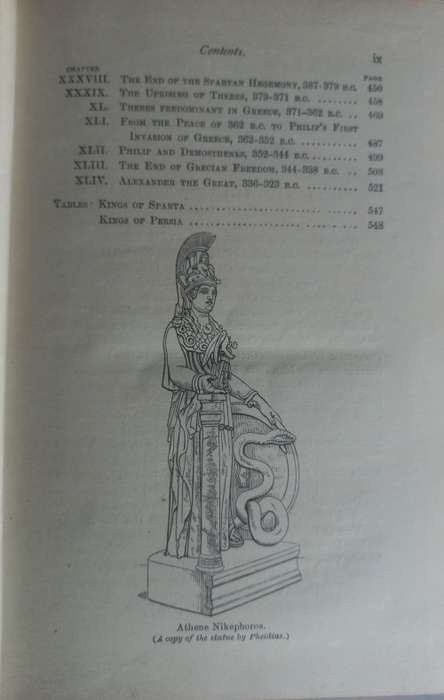 Contents.
ix
CHAPTER
PAGE
XXXVIII. THE END OF THE SPARTAN HEGEMONY, 387-379 B.C. 450
XXXIX. THE UPRISING OF THEBES, 379-371 B.C. ........ 458
XL. THEBES PREDOMINANT IN GREECE, 371-362 B.C. .. 469
XLI. FROM THE PEACE OF 362 B.C. TO PHILIP'S FIRST
INVASION OF GREECE, 362-352 B.C. ............ 487
XLII. PHILIP AND DEMOSTHENES, 352-344 B.C. .......... 499
XLIII. THE END OF GRECIAN FREEDOM, 344-338 B.C. .. 508
XLIV. ALEXANDER THE GREAT, 336-323 B.C. .......... 521
TABLES: KINGS OF SPARTA .................................. 547
KINGS OF PERSIA .................................. 548
Athene Nikephoros.
(A copy of the statue by Pheidias.)